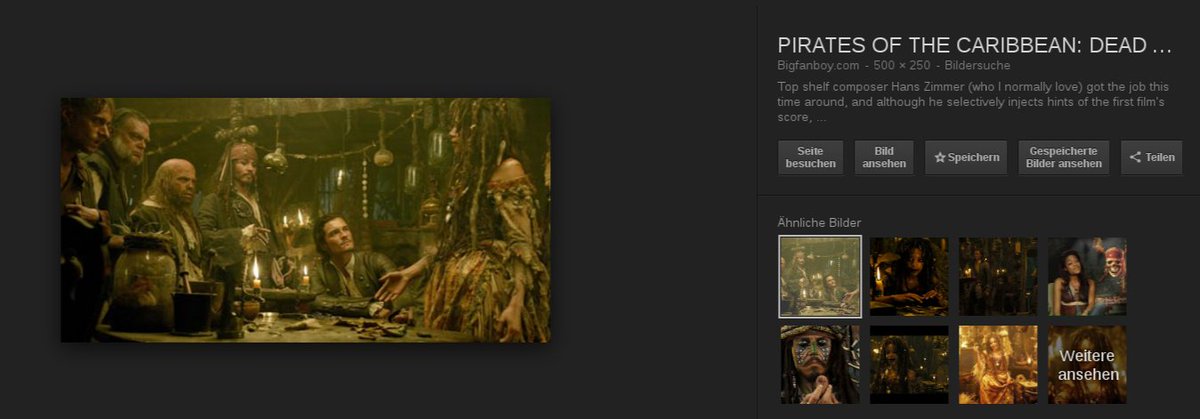 PIRATES OF THE CARIBBEAN: DEAD ...
Bigfanboy.com - 500 × 250 - Bildersuche
Top shelf composer Hans Zimmer (who I normally love) got the job this
time around, and although he selectively injects hints of the first film's
score, ...
Seite
besuchen
Bild
ansehen
Speichern
Gespeicherte
Bilder ansehen
Teilen
Ähnliche Bilder
Weitere
ansehen